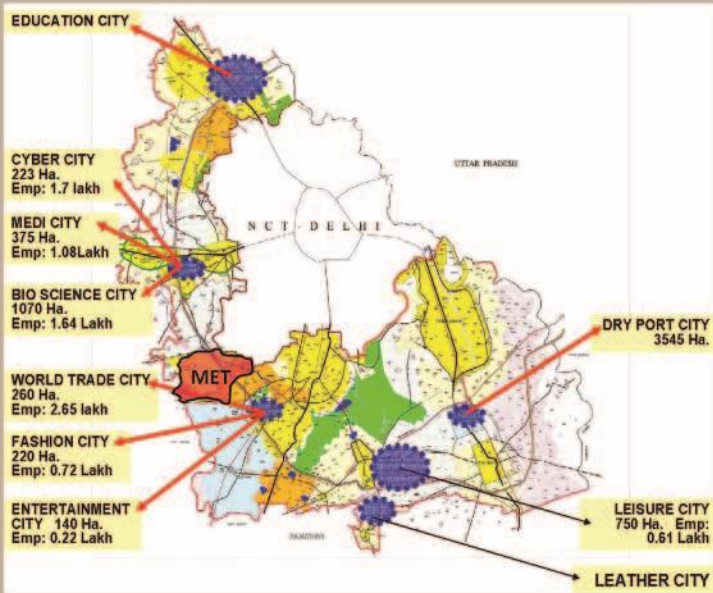 EDUCATION CITY
CYBER CITY
223 Ha.
Emp: 1.7 lakh
MEDI CITY
375 Ha.
Emp: 1.08Lakh
BIO SCIENCE CITY
1070 Ha.
Emp: 1.64 Lakh
WORLD TRADE CITY
260 Ha.
Emp: 2.65 lakh
FASHION CITY
220 Ha.
Emp: 0.72 Lakh
ENTERTAINMENT
CITY 140 Ha.
Emp: 0.22 Lakh
UTTAR PRADESH
NCT-DELHI
MET
RAJASTHAN
DRY PORT CITY
3545 Ha.
LEISURE CITY
750 Ha. Emp:
0.61 Lakh
LEATHER CITY